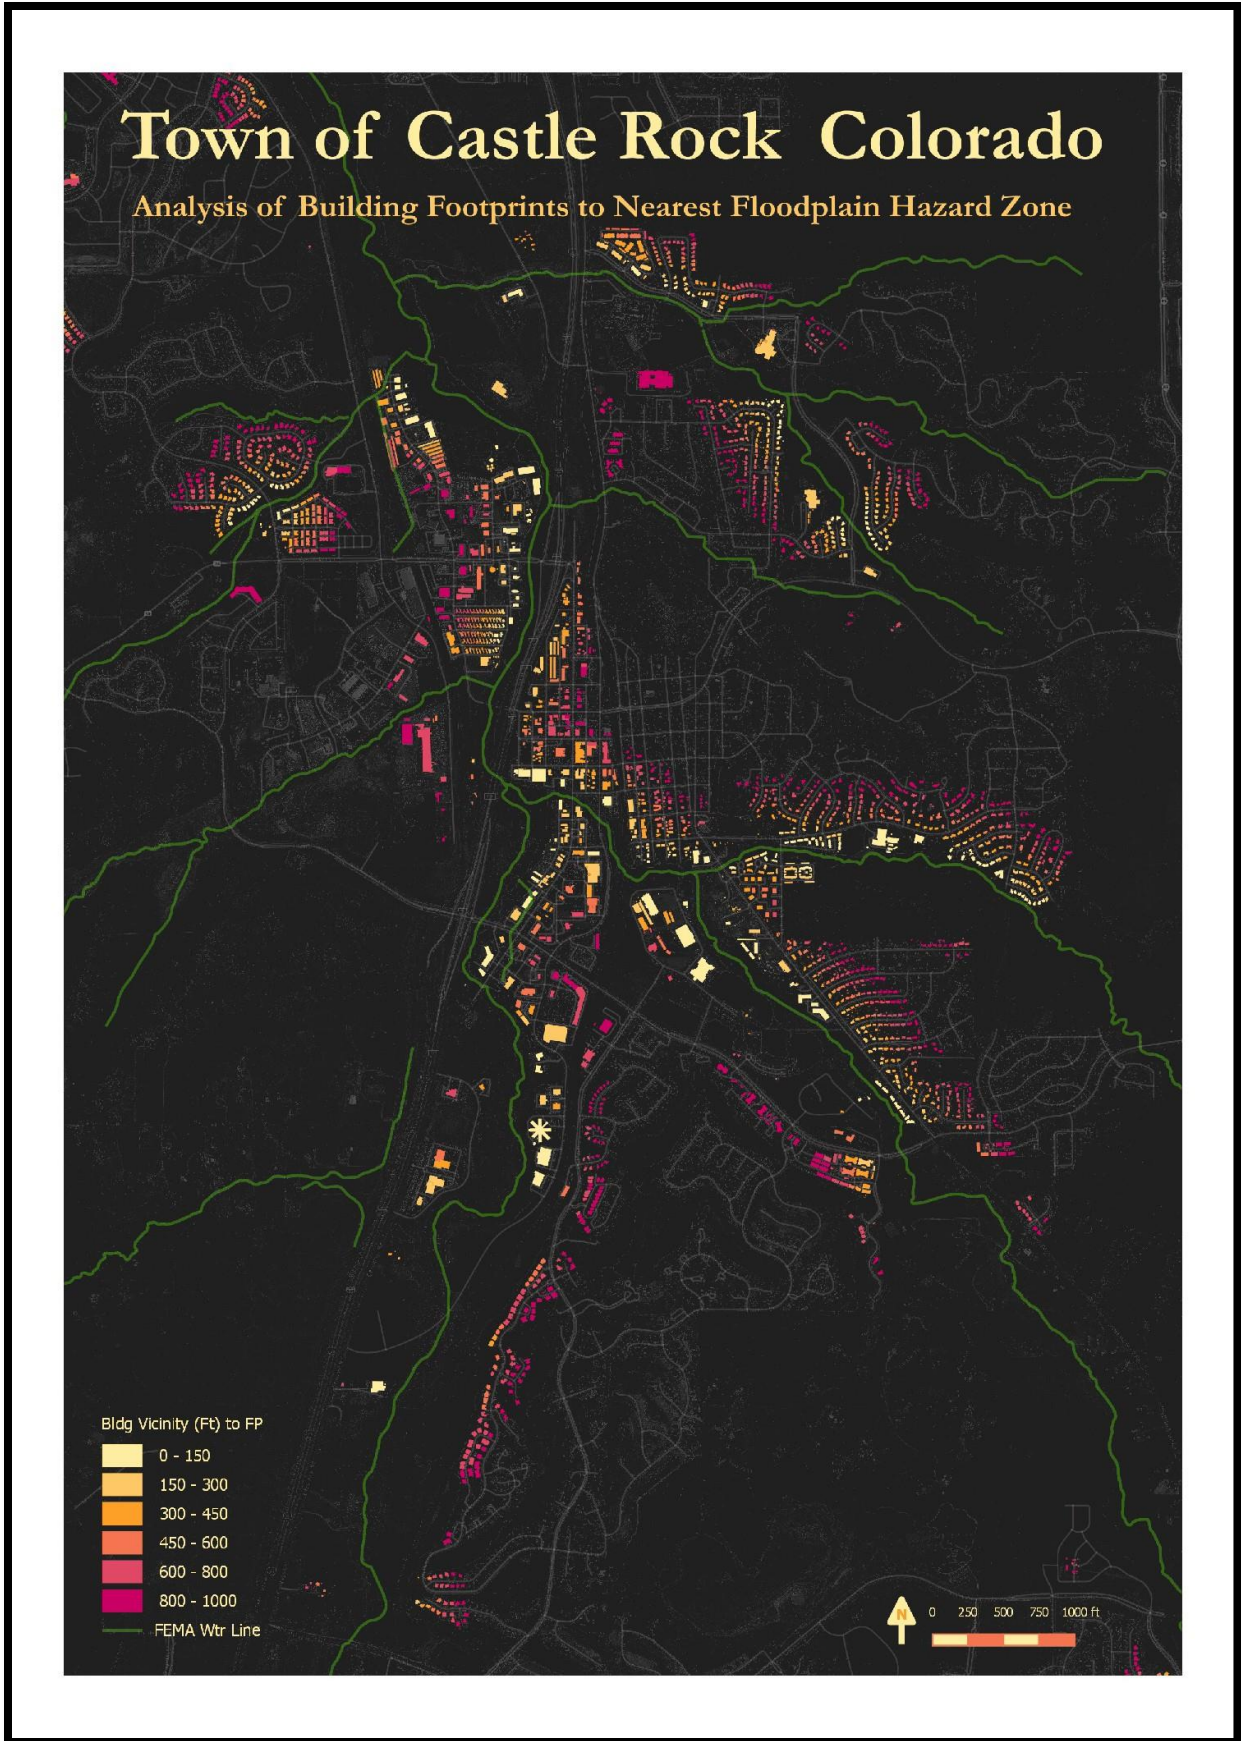 Town of Castle Rock Colorado
Analysis of Building Footprints to Nearest Floodplain Hazard Zone
Bldg Vicinity (Ft) to FP
0 - 150
150 - 300
300 - 450
450 - 600
600 - 800
800 - 1000
FEMA Wtr Line
N
0 250 500 750 1000 ft